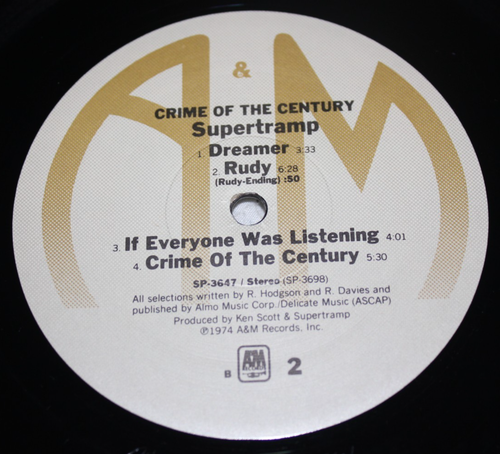 A & M
CRIME OF THE CENTURY
Supertramp
1. Dreamer 3:33
2. Rudy 6:28
(Rudy-Ending) :50
3. If Everyone Was Listening 4:01
4. Crime Of The Century 5:30
SP-3647 / Stereo (SP-3698)
All selections written by R. Hodgson and R. Davies and
published by Almo Music Corp./Delicate Music (ASCAP)
Produced by Ken Scott & Supertramp
℗1974 A&M Records, Inc.
B A&M RECORDS 2